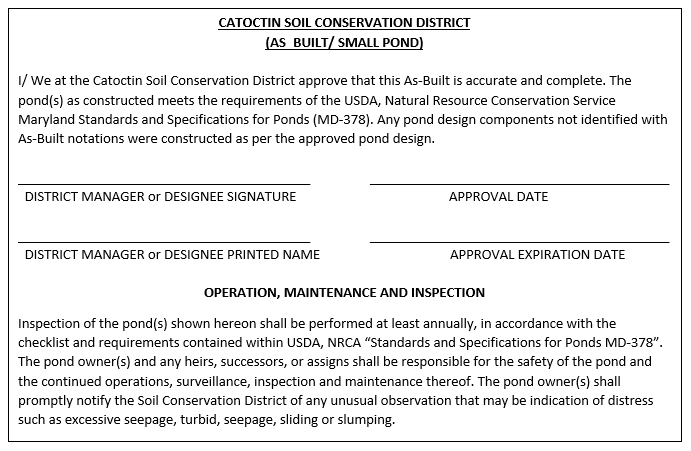 CATOCTIN SOIL CONSERVATION DISTRICT
(AS BUILT/ SMALL POND)
I/ We at the Catoctin Soil Conservation District approve that this As-Built is accurate and complete. The
pond(s) as constructed meets the requirements of the USDA, Natural Resource Conservation Service
Maryland Standards and Specifications for Ponds (MD-378). Any pond design components not identified with
As-Built notations were constructed as per the approved pond design.
DISTRICT MANAGER or DESIGNEE SIGNATURE APPROVAL DATE
DISTRICT MANAGER or DESIGNEE PRINTED NAME APPROVAL EXPIRATION DATE
OPERATION, MAINTENANCE AND INSPECTION
Inspection of the pond(s) shown hereon shall be performed at least annually, in accordance with the
checklist and requirements contained within USDA, NRCA “Standards and Specifications for Ponds MD-378”.
The pond owner(s) and any heirs, successors, or assigns shall be responsible for the safety of the pond and
the continued operations, surveillance, inspection and maintenance thereof. The pond owner(s) shall
promptly notify the Soil Conservation District of any unusual observation that may be indication of distress
such as excessive seepage, turbid, seepage, sliding or slumping.